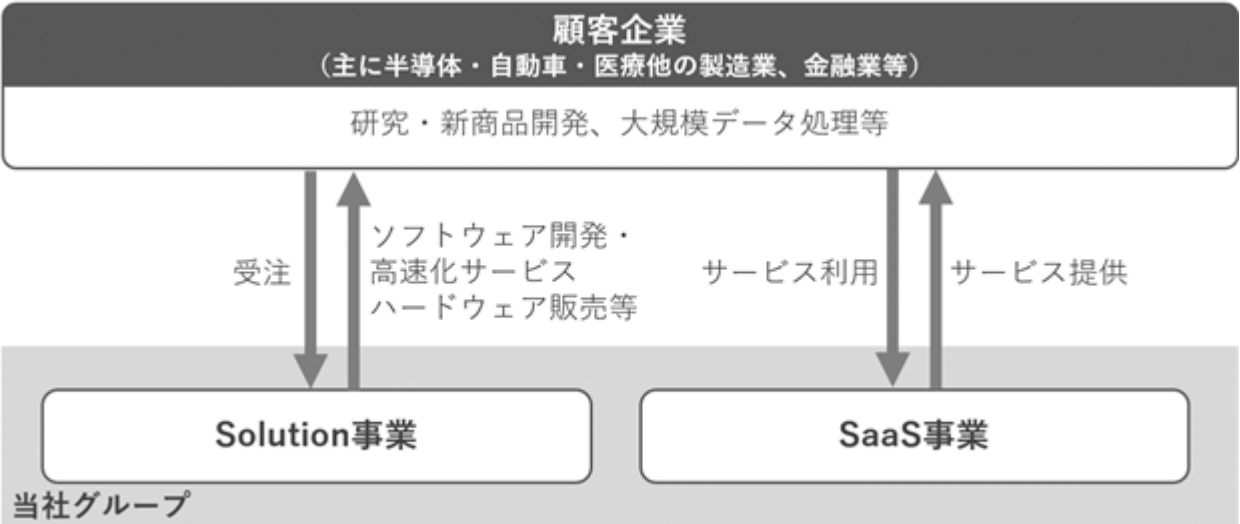 顧客企業
（主に半導体・自動車・医療他の製造業、金融業等）
研究・新商品開発、大規模データ処理等
受注
ソフトウェア開発・
高速化サービス
ハードウェア販売等
サービス利用
サービス提供
Solution事業
SaaS事業
当社グループ